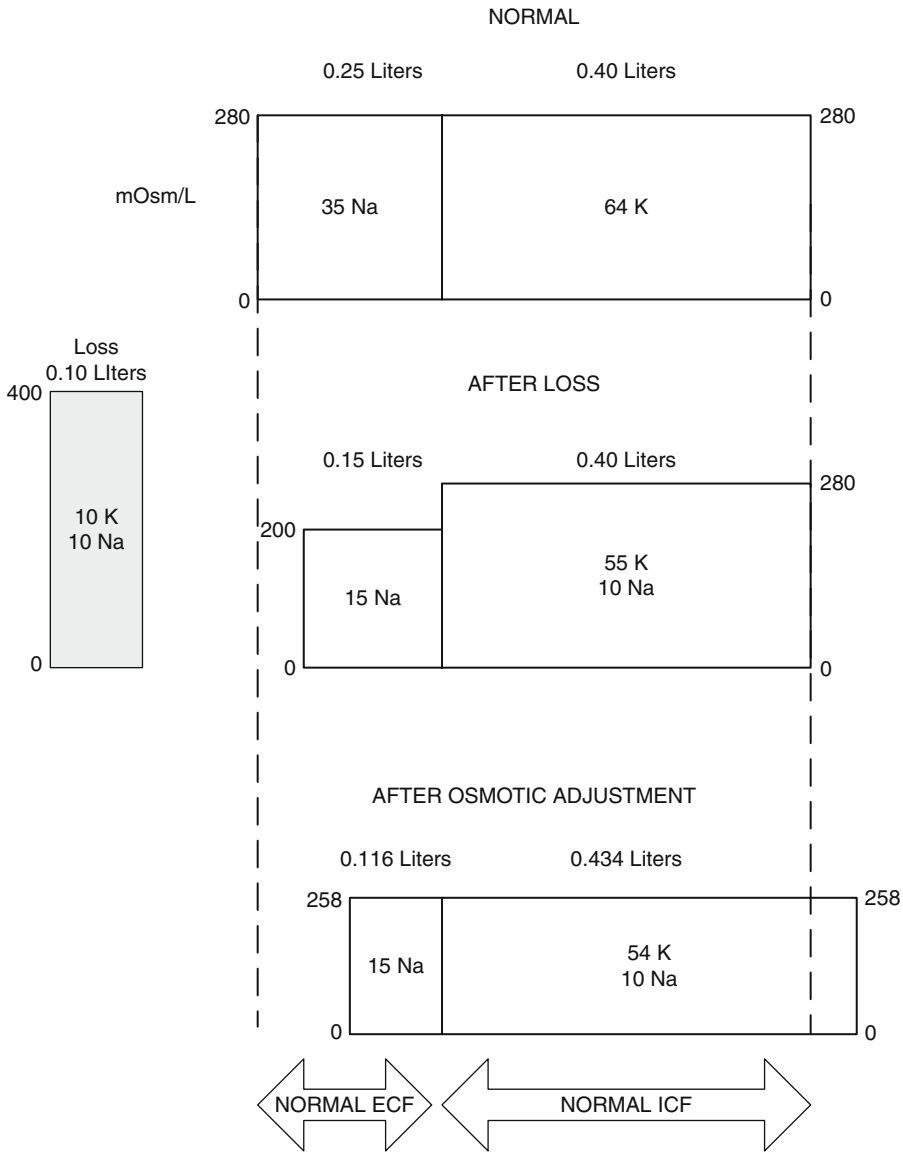 NORMAL
0.25 Liters 0.40 Liters
280 280
mOsm/L
35 Na 64 K
0 0
Loss
0.10 LIters
400
10 K
10 Na
0
AFTER LOSS
0.15 Liters 0.40 Liters
280
200
55 K
10 Na
15 Na
0 0
AFTER OSMOTIC ADJUSTMENT
0.116 Liters 0.434 Liters
258 258
54 K
10 Na
15 Na
0 0
NORMAL ECF NORMAL ICF